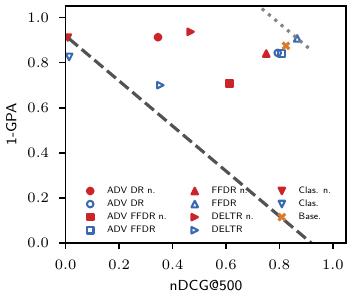 1.0
0.8
0.6
0.4
0.2
0.0
1-GPA
ADV DR n.
ADV DR
ADV FFDR n.
ADV FFDR
FFDR n.
FFDR
DELTR n.
DELTR
Clas. n.
Clas.
Base.
0.0 0.2 0.4 0.6 0.8 1.0
nDCG@500